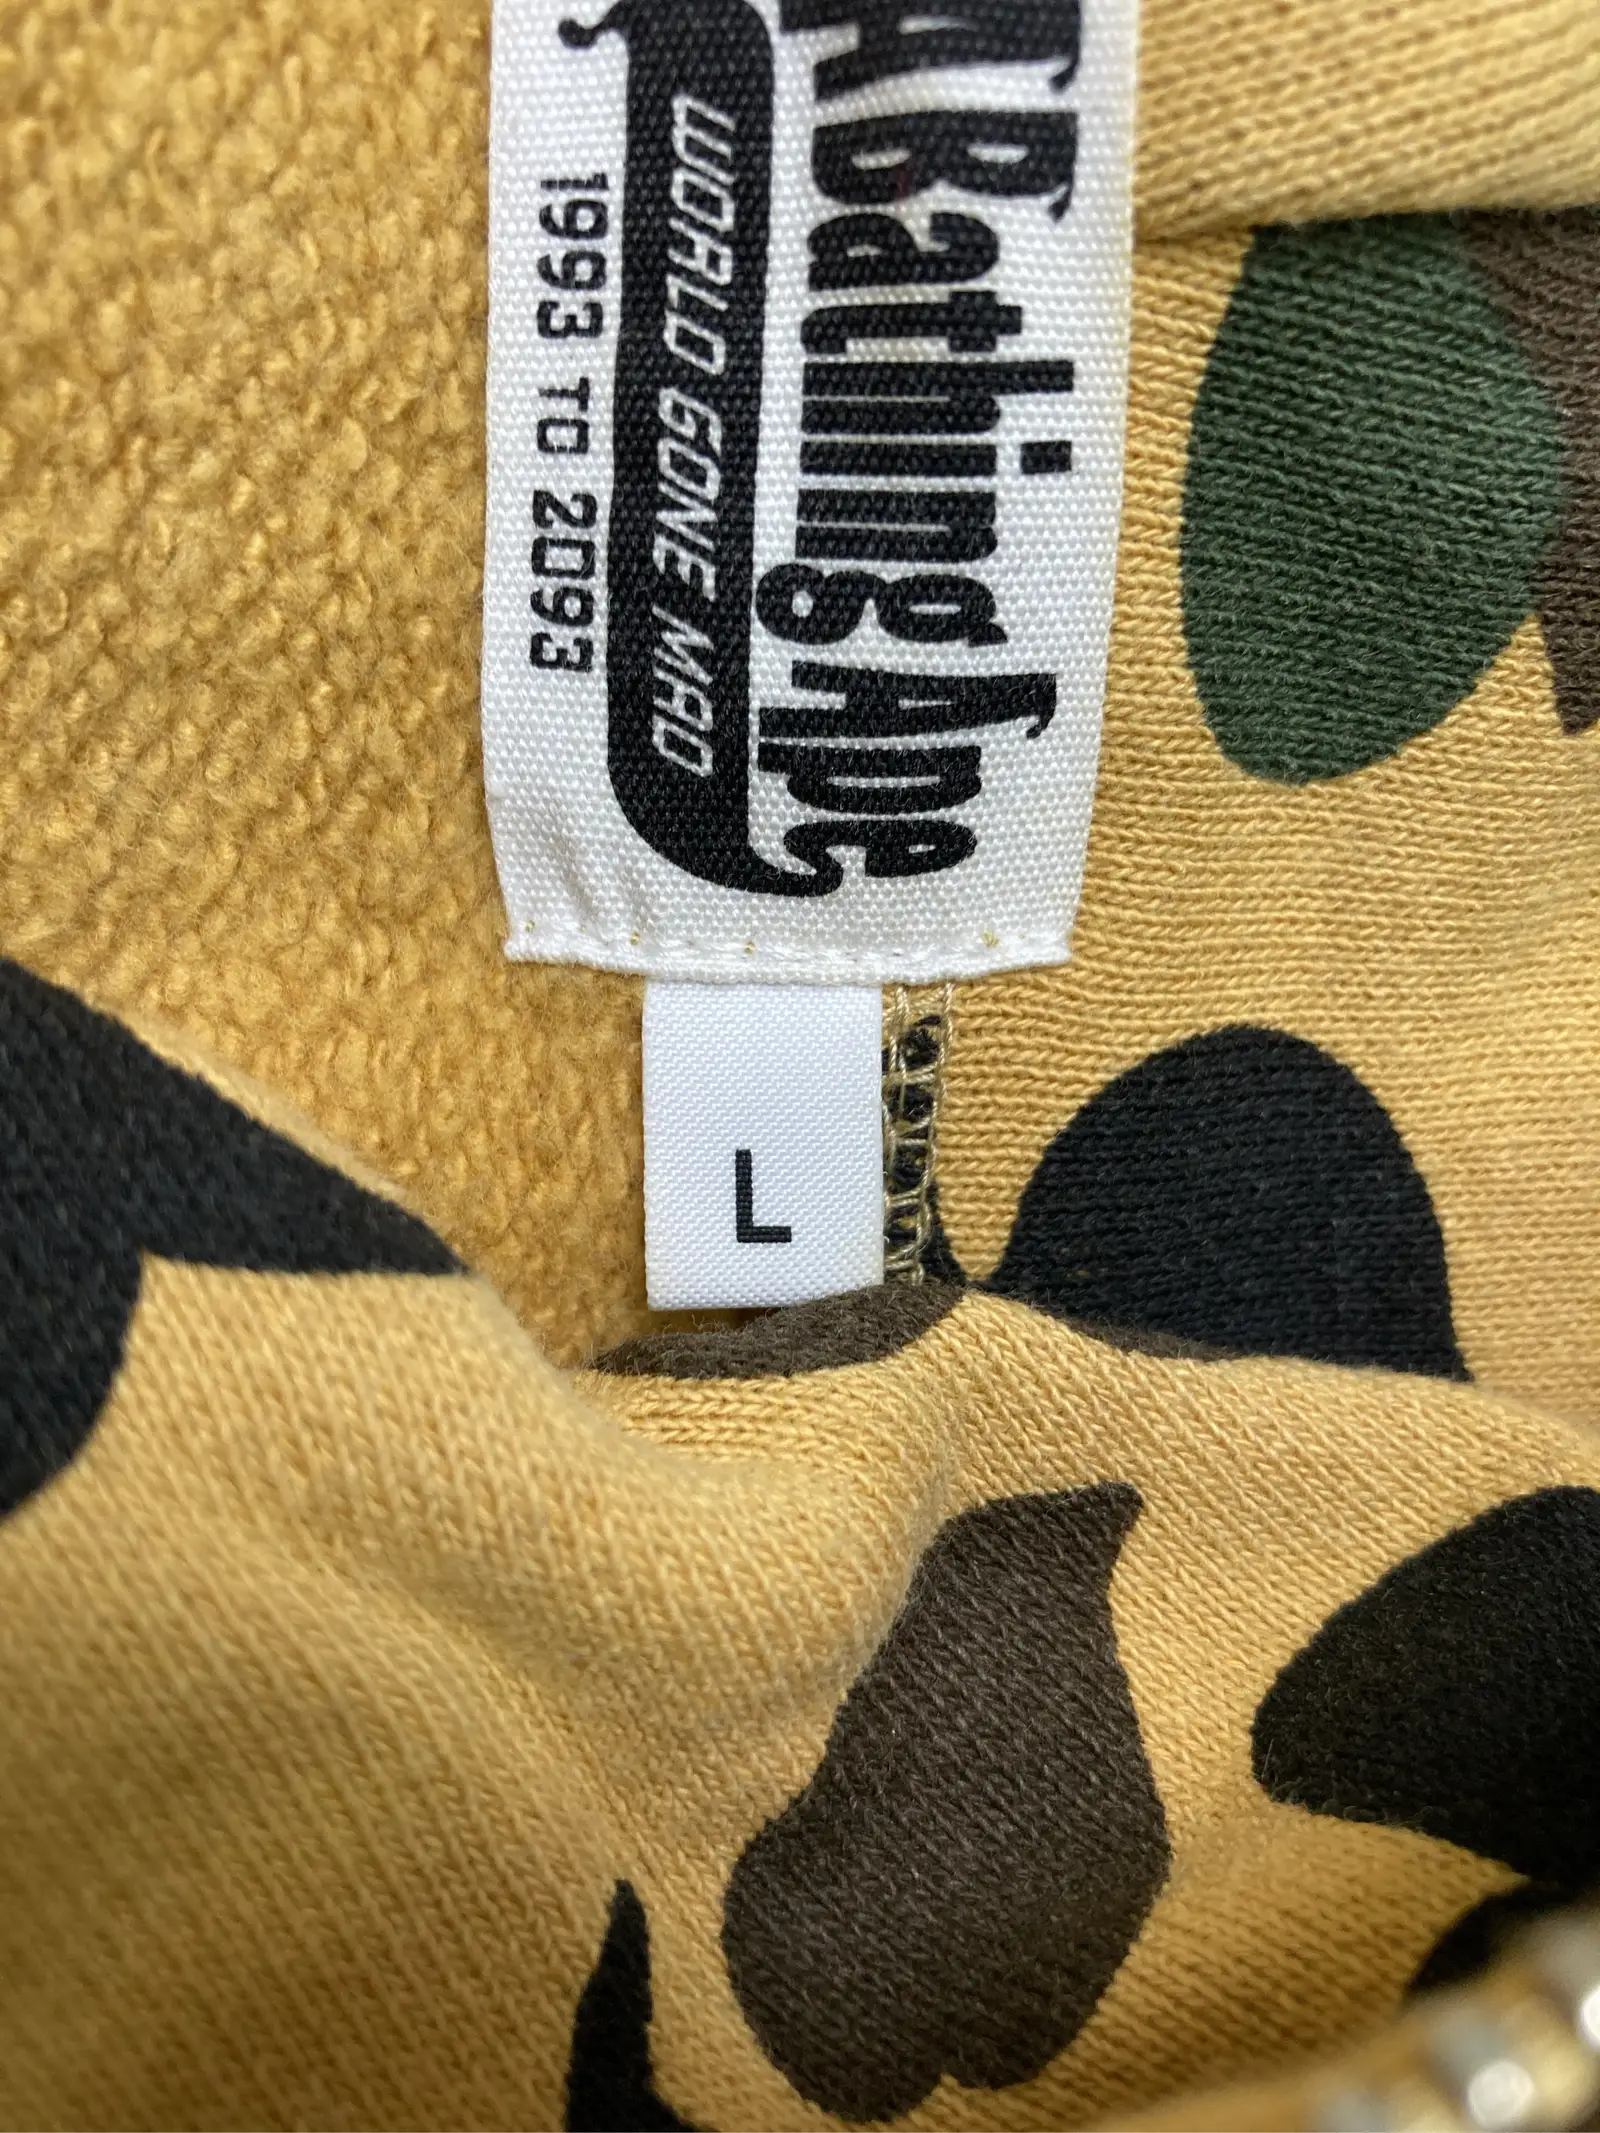 A Bathing Ape
WORLD GONE MAD
1993 TO 2093
L